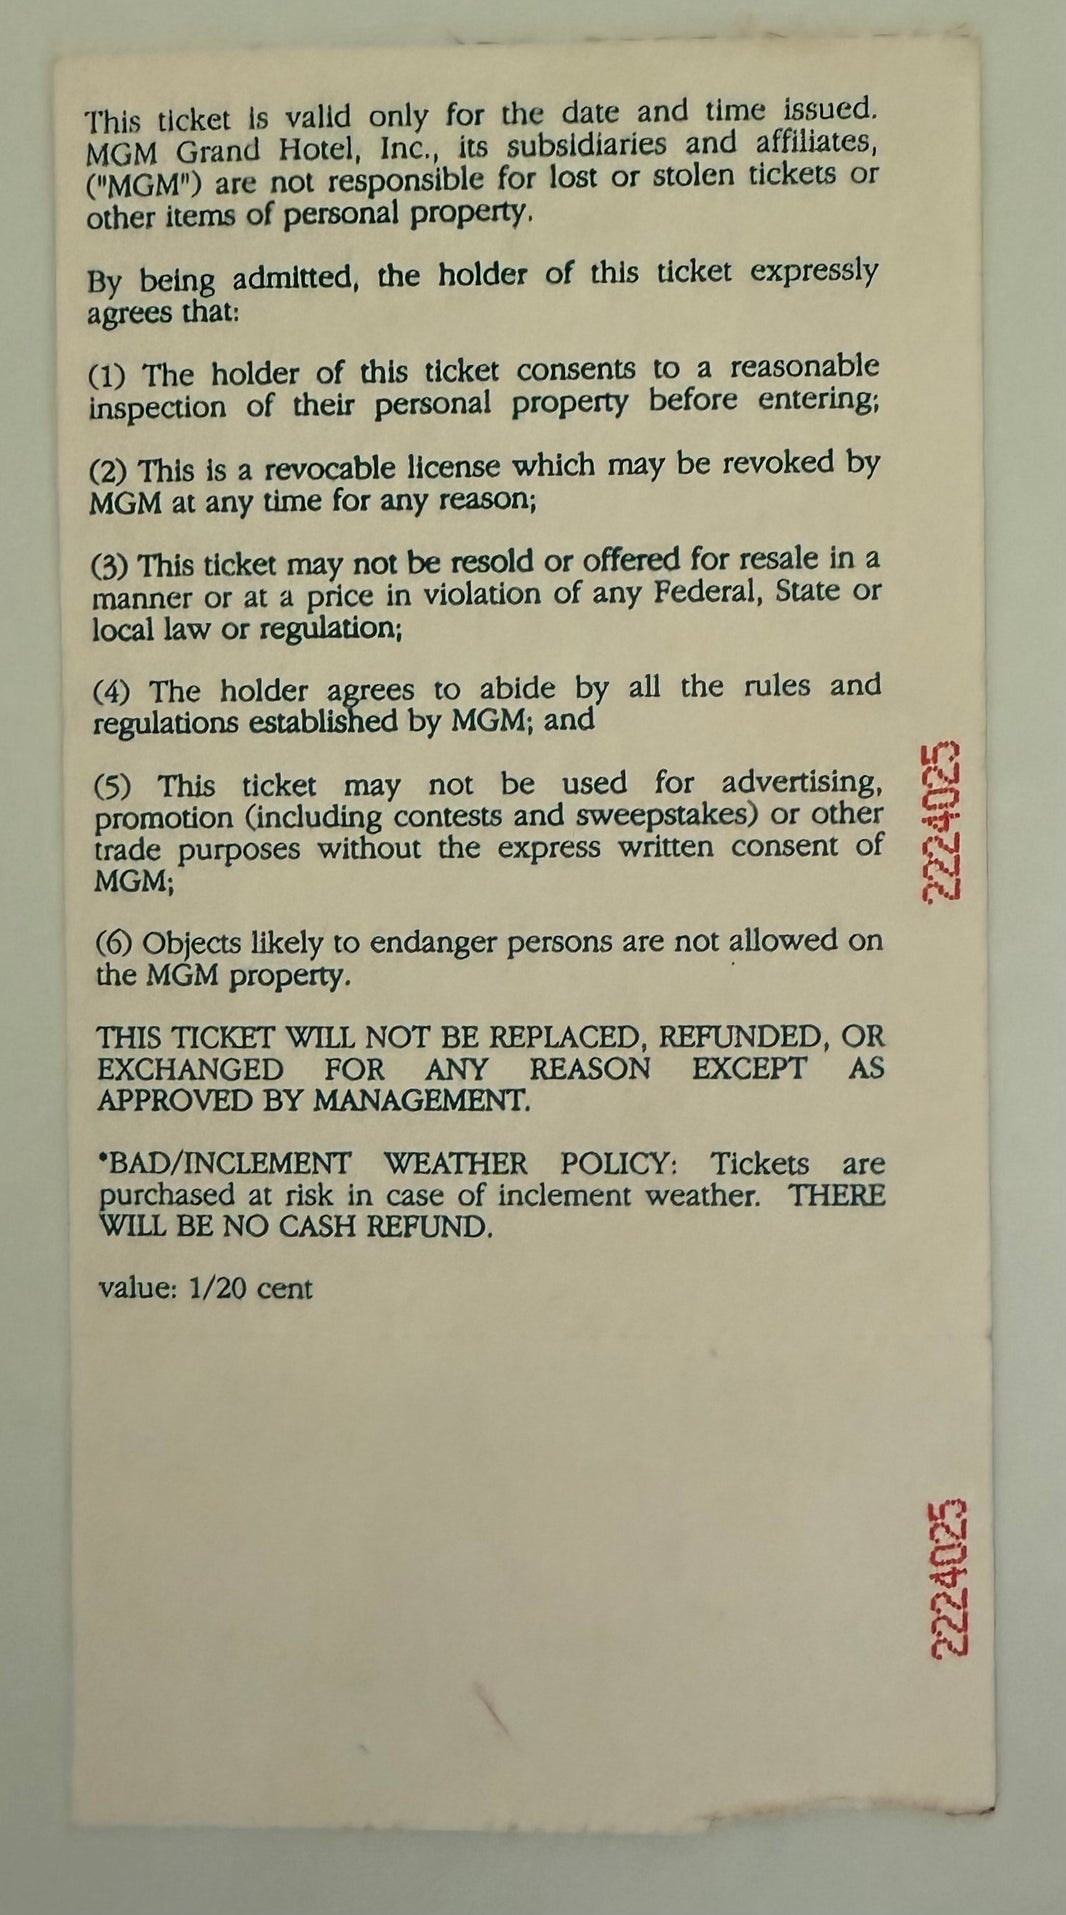 This ticket is valid only for the date and time issued.
MGM Grand Hotel, Inc., its subsidiaries and affiliates,
("MGM") are not responsible for lost or stolen tickets or
other items of personal property.
By being admitted, the holder of this ticket expressly
agrees that:
(1) The holder of this ticket consents to a reasonable
inspection of their personal property before entering;
(2) This is a revocable license which may be revoked by
MGM at any time for any reason;
(3) This ticket may not be resold or offered for resale in a
manner or at a price in violation of any Federal, State or
local law or regulation;
(4) The holder agrees to abide by all the rules and
regulations established by MGM; and
(5) This ticket may not be used for advertising,
promotion (including contests and sweepstakes) or other
trade purposes without the express written consent of
MGM;
(6) Objects likely to endanger persons are not allowed on
the MGM property.
THIS TICKET WILL NOT BE REPLACED, REFUNDED, OR
EXCHANGED FOR ANY REASON EXCEPT AS
APPROVED BY MANAGEMENT.
*BAD/INCLEMENT WEATHER POLICY: Tickets are
purchased at risk in case of inclement weather. THERE
WILL BE NO CASH REFUND.
value: 1/20 cent
2224025
2224025